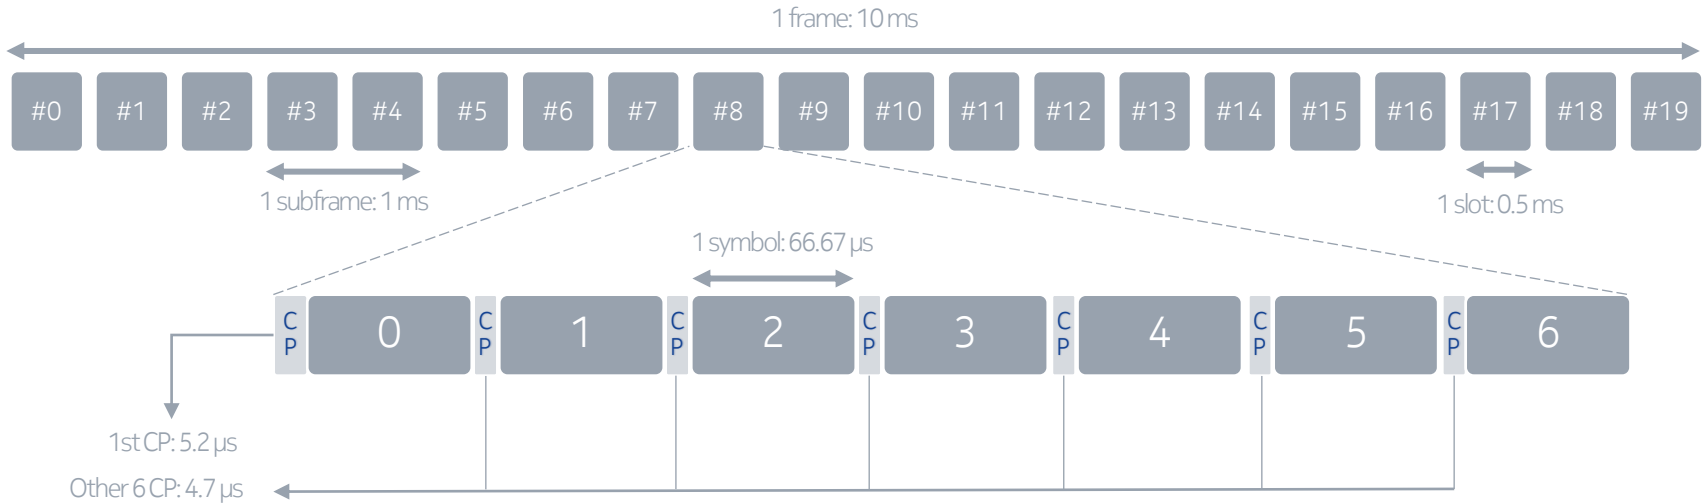 1 frame: 10 ms
#0 #1 #2 #3 #4 #5 #6 #7 #8 #9 #10 #11 #12 #13 #14 #15 #16 #17 #18 #19
1 subframe: 1 ms
1 slot: 0.5 ms
1 symbol: 66.67 µs
CP 0 CP 1 CP 2 CP 3 CP 4 CP 5 CP 6
1st CP: 5.2 µs
Other 6 CP: 4.7 µs